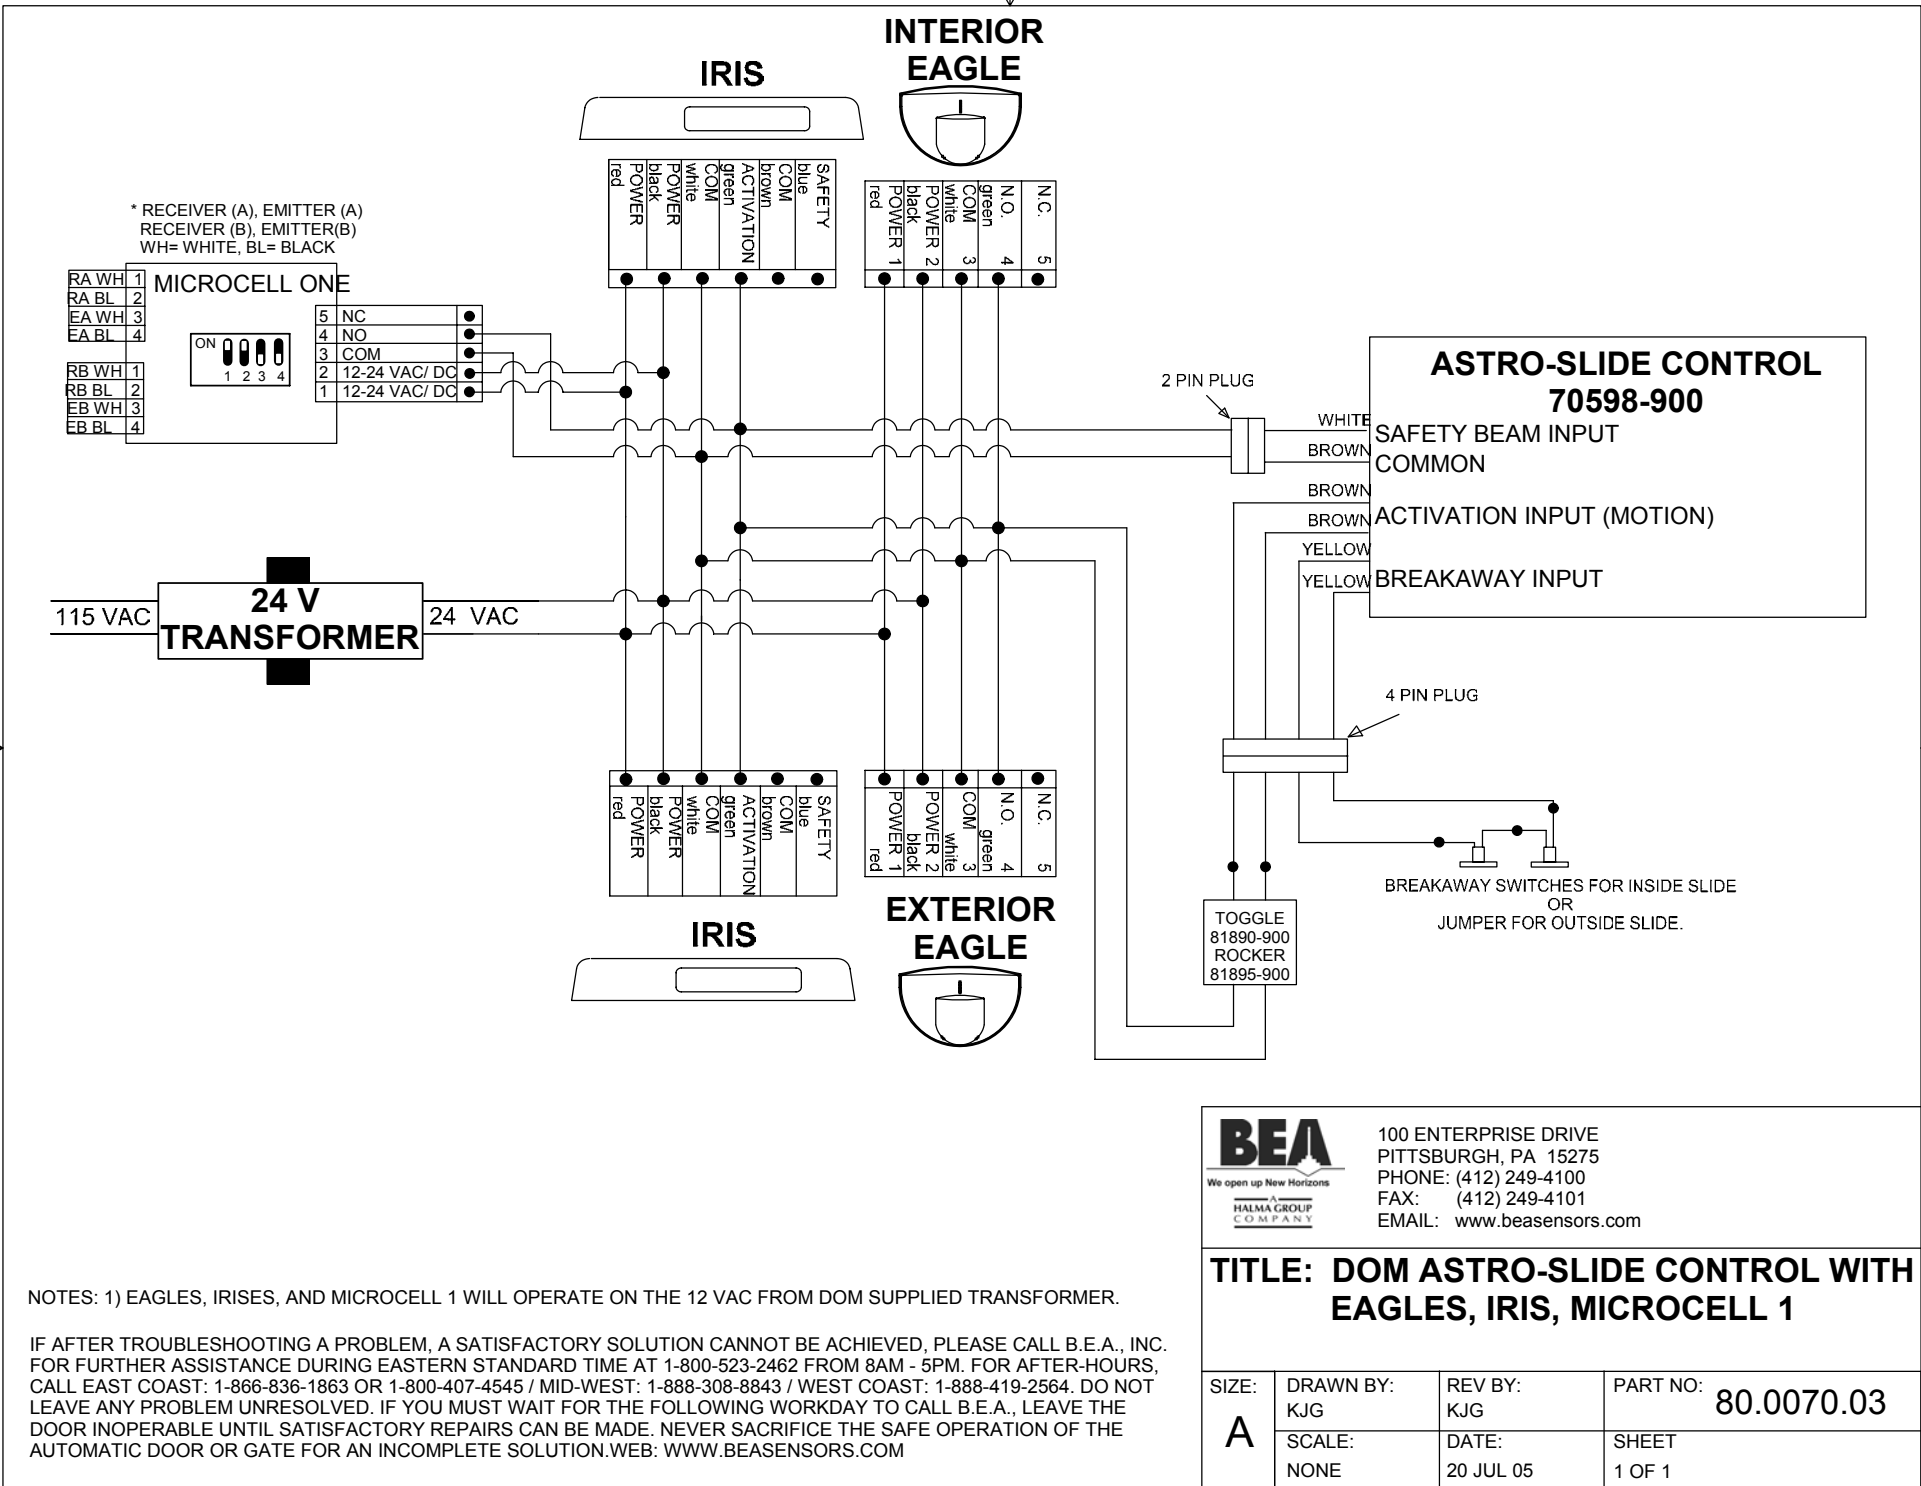 INTERIOR
EAGLE
IRIS
red
POWER
black
POWER
white
COM
green
ACTIVATION
brown
COM
blue
SAFETY
red
POWER 1
black
POWER 2
white
COM 3
green
N.O. 4
N.C. 5
* RECEIVER (A), EMITTER (A)
RECEIVER (B), EMITTER(B)
WH= WHITE, BL= BLACK
MICROCELL ONE
RA WH 1
RA BL 2
EA WH 3
EA BL 4
RB WH 1
RB BL 2
EB WH 3
EB BL 4
ON
1 2 3 4
5 NC
4 NO
3 COM
2 12-24 VAC/ DC
1 12-24 VAC/ DC
2 PIN PLUG
ASTRO-SLIDE CONTROL
70598-900
WHITE
SAFETY BEAM INPUT
BROWN
COMMON
BROWN
BROWN
ACTIVATION INPUT (MOTION)
YELLOW
YELLOW
BREAKAWAY INPUT
115 VAC
24 V
TRANSFORMER
24 VAC
4 PIN PLUG
red
POWER
black
POWER
white
COM
green
ACTIVATION
brown
COM
blue
SAFETY
red
POWER 1
black
POWER 2
white
COM 3
green
N.O. 4
N.C. 5
IRIS
EXTERIOR
EAGLE
BREAKAWAY SWITCHES FOR INSIDE SLIDE
OR
JUMPER FOR OUTSIDE SLIDE.
TOGGLE
81890-900
ROCKER
81895-900
BEA
We open up New Horizons
A
HALMA GROUP
COMPANY
100 ENTERPRISE DRIVE
PITTSBURGH, PA 15275
PHONE: (412) 249-4100
FAX: (412) 249-4101
EMAIL: www.beasensors.com
TITLE: DOM ASTRO-SLIDE CONTROL WITH
EAGLES, IRIS, MICROCELL 1
NOTES: 1) EAGLES, IRISES, AND MICROCELL 1 WILL OPERATE ON THE 12 VAC FROM DOM SUPPLIED TRANSFORMER.
IF AFTER TROUBLESHOOTING A PROBLEM, A SATISFACTORY SOLUTION CANNOT BE ACHIEVED, PLEASE CALL B.E.A., INC.
FOR FURTHER ASSISTANCE DURING EASTERN STANDARD TIME AT 1-800-523-2462 FROM 8AM - 5PM. FOR AFTER-HOURS,
CALL EAST COAST: 1-866-836-1863 OR 1-800-407-4545 / MID-WEST: 1-888-308-8843 / WEST COAST: 1-888-419-2564. DO NOT
LEAVE ANY PROBLEM UNRESOLVED. IF YOU MUST WAIT FOR THE FOLLOWING WORKDAY TO CALL B.E.A., LEAVE THE
DOOR INOPERABLE UNTIL SATISFACTORY REPAIRS CAN BE MADE. NEVER SACRIFICE THE SAFE OPERATION OF THE
AUTOMATIC DOOR OR GATE FOR AN INCOMPLETE SOLUTION.WEB: WWW.BEASENSORS.COM
SIZE:
A
DRAWN BY:
KJG
REV BY:
KJG
PART NO: 80.0070.03
SCALE:
NONE
DATE:
20 JUL 05
SHEET
1 OF 1